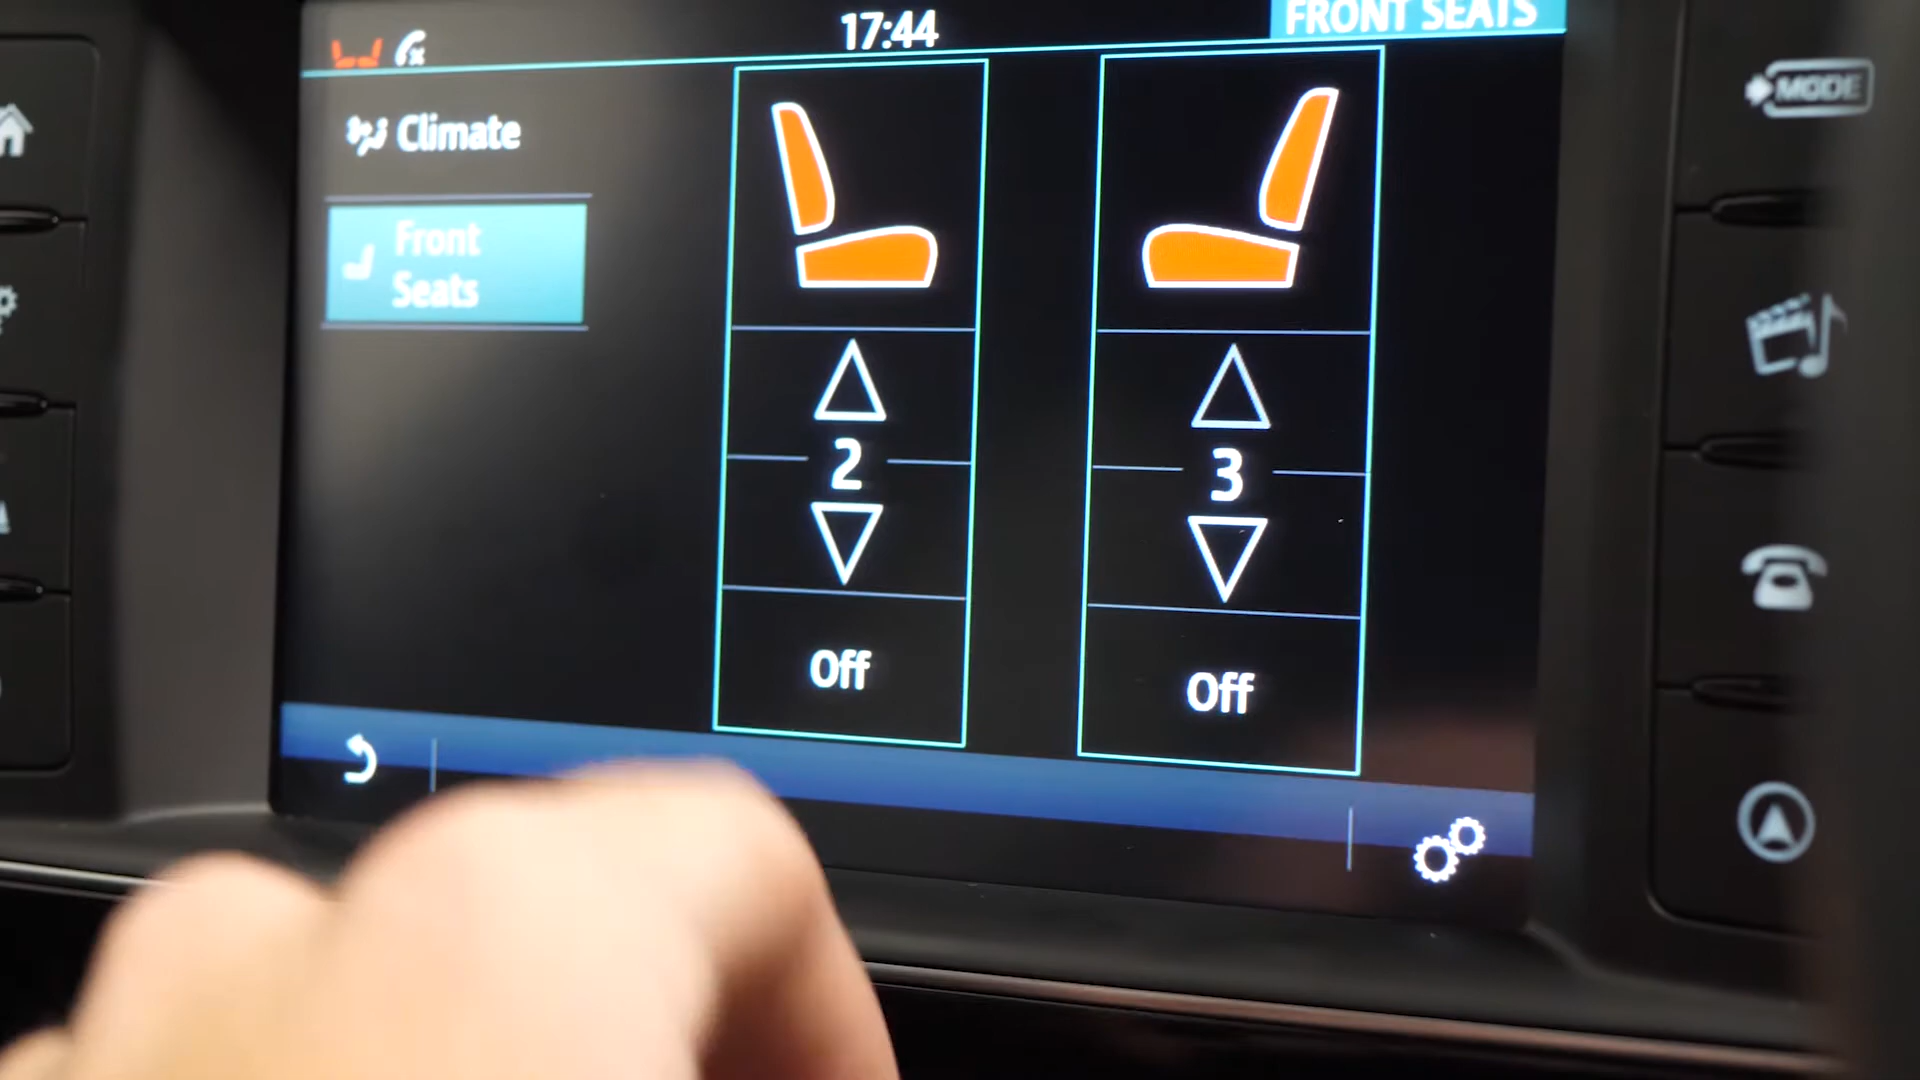 17:44
FRONT SEATS
MODE
Climate
Front
Seats
2
3
Off
Off